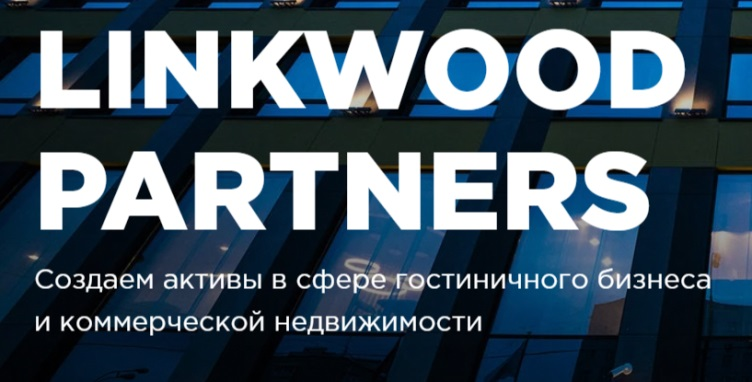 LINKWOOD
PARTNERS
Создаем активы в сфере гостиничного бизнеса
и коммерческой недвижимости